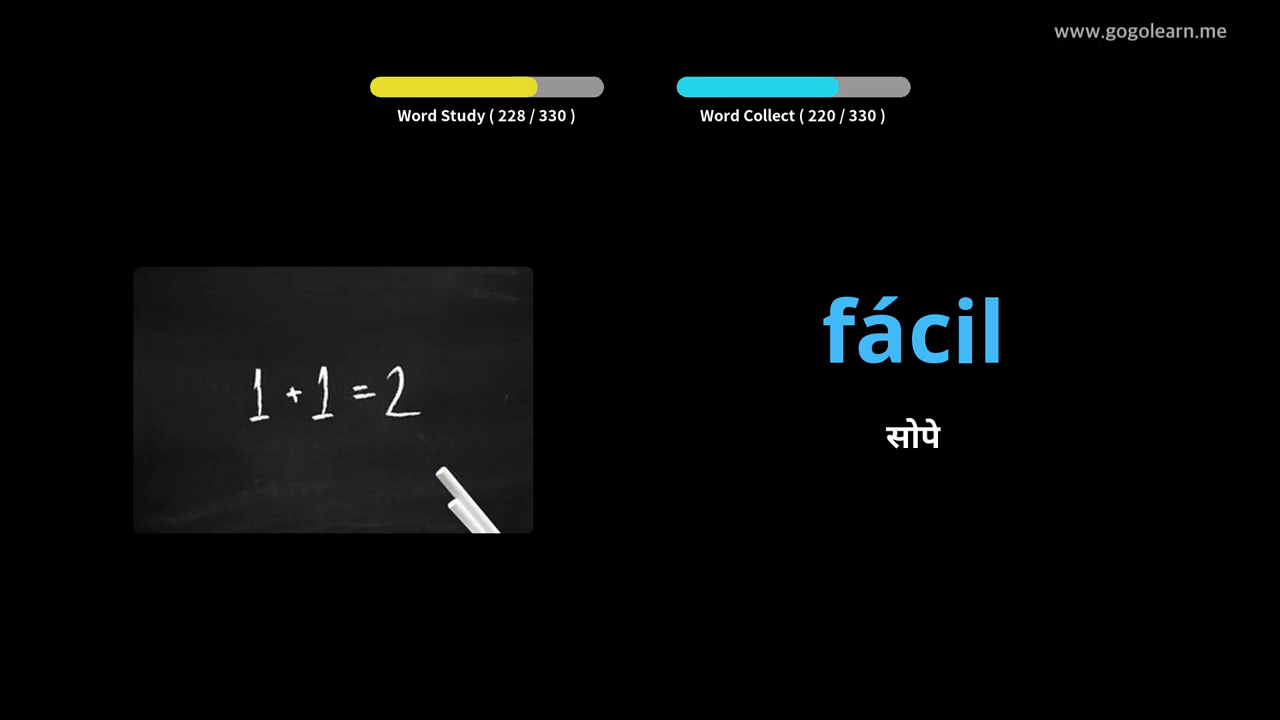 www.gogolearn.me
Word Study ( 228 / 330 )
Word Collect ( 220 / 330 )
1 + 1 = 2
fácil
सोपे